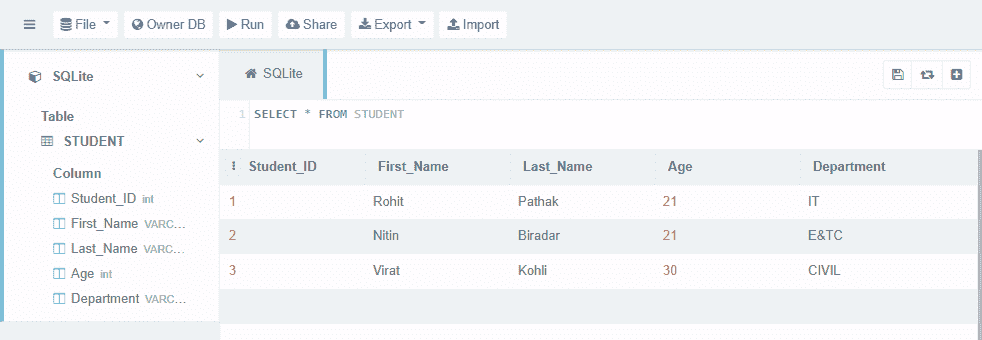 File Owner DB Run Share Export Import
SQLite
Table
STUDENT
Column
Student_ID int
First_Name VARC...
Last_Name VARC...
Age int
Department VARC...
SQLite
1 SELECT * FROM STUDENT
Student_ID First_Name Last_Name Age Department
1 Rohit Pathak 21 IT
2 Nitin Biradar 21 E&TC
3 Virat Kohli 30 CIVIL